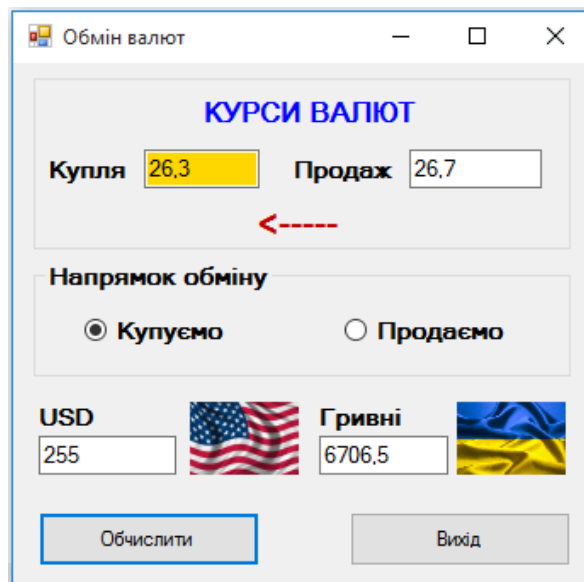 Обмін валют
КУРСИ ВАЛЮТ
Купля 26,3 Продаж 26,7
<-----
Напрямок обміну
Купуємо Продаємо
USD Гривні
255 6706,5
Обчислити Вихід